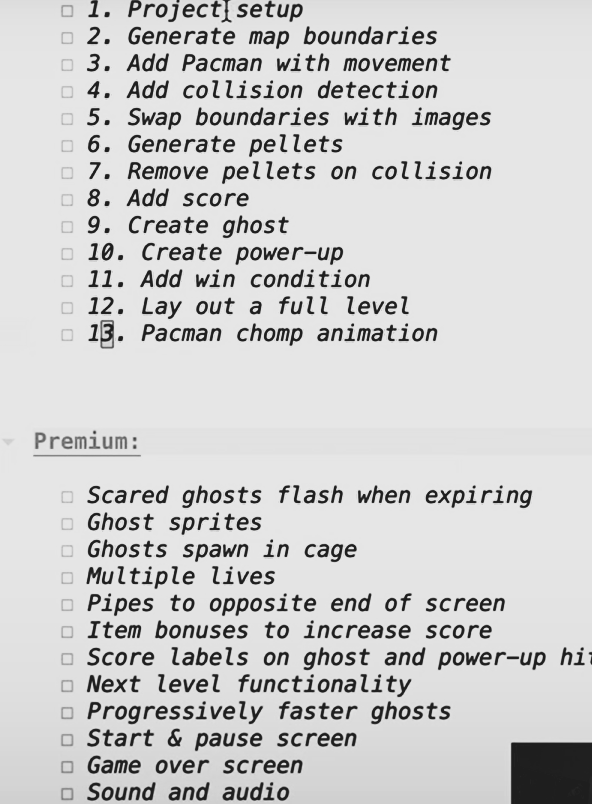 1. Project setup
2. Generate map boundaries
3. Add Pacman with movement
4. Add collision detection
5. Swap boundaries with images
6. Generate pellets
7. Remove pellets on collision
8. Add score
9. Create ghost
10. Create power-up
11. Add win condition
12. Lay out a full level
13. Pacman chomp animation
Premium:
Scared ghosts flash when expiring
Ghost sprites
Ghosts spawn in cage
Multiple lives
Pipes to opposite end of screen
Item bonuses to increase score
Score labels on ghost and power-up hi
Next level functionality
Progressively faster ghosts
Start & pause screen
Game over screen
Sound and audio